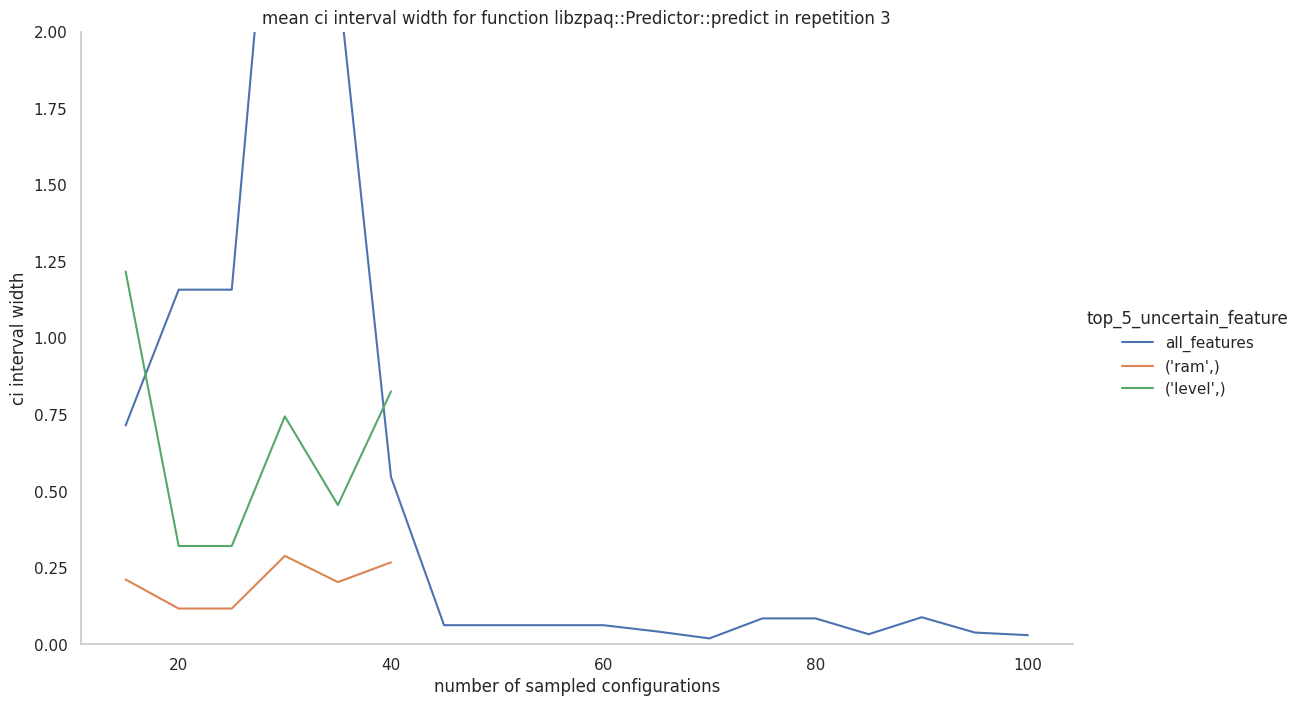 mean ci interval width for function libzpaq::Predictor::predict in repetition 3
2.00
1.75
1.50
1.25
1.00
0.75
0.50
0.25
0.00
ci interval width
20
40
60
80
100
number of sampled configurations
top_5_uncertain_feature
all_features
('ram',)
('level',)